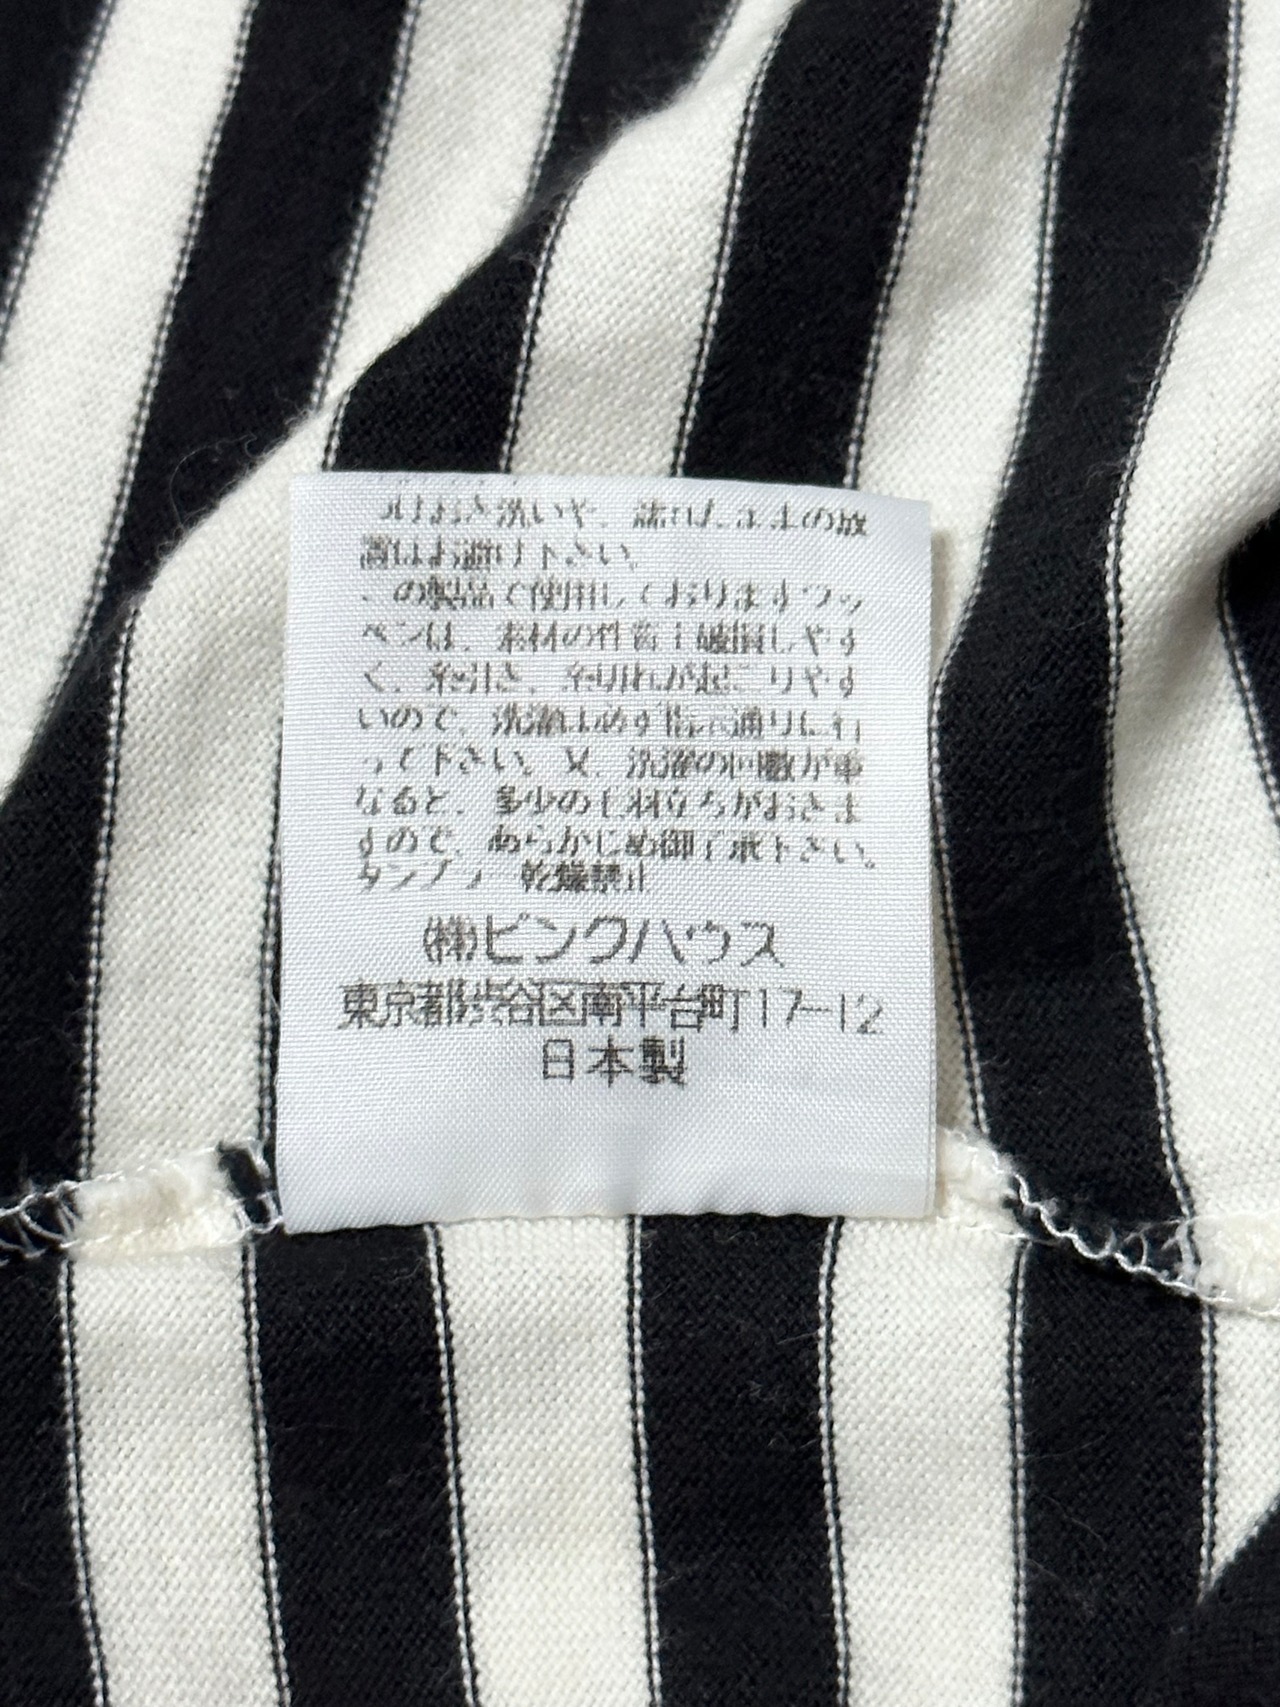 はお洗いや、濡れたままの放
置はお避け下さい。
の製品で使用しておりますワッ
ペンは、素材の性質上破損しやす
く、糸引き、糸切れが起こりやす
いので、洗濯は必ず指示通りに行
って下さい。又、洗濯の回数が重
なると、多少の毛羽立ちがおきま
すので、あらかじめ御了承下さい。
タンブラー乾燥禁止
(株)ピンクハウス
東京都渋谷区南平台町17-12
日本製